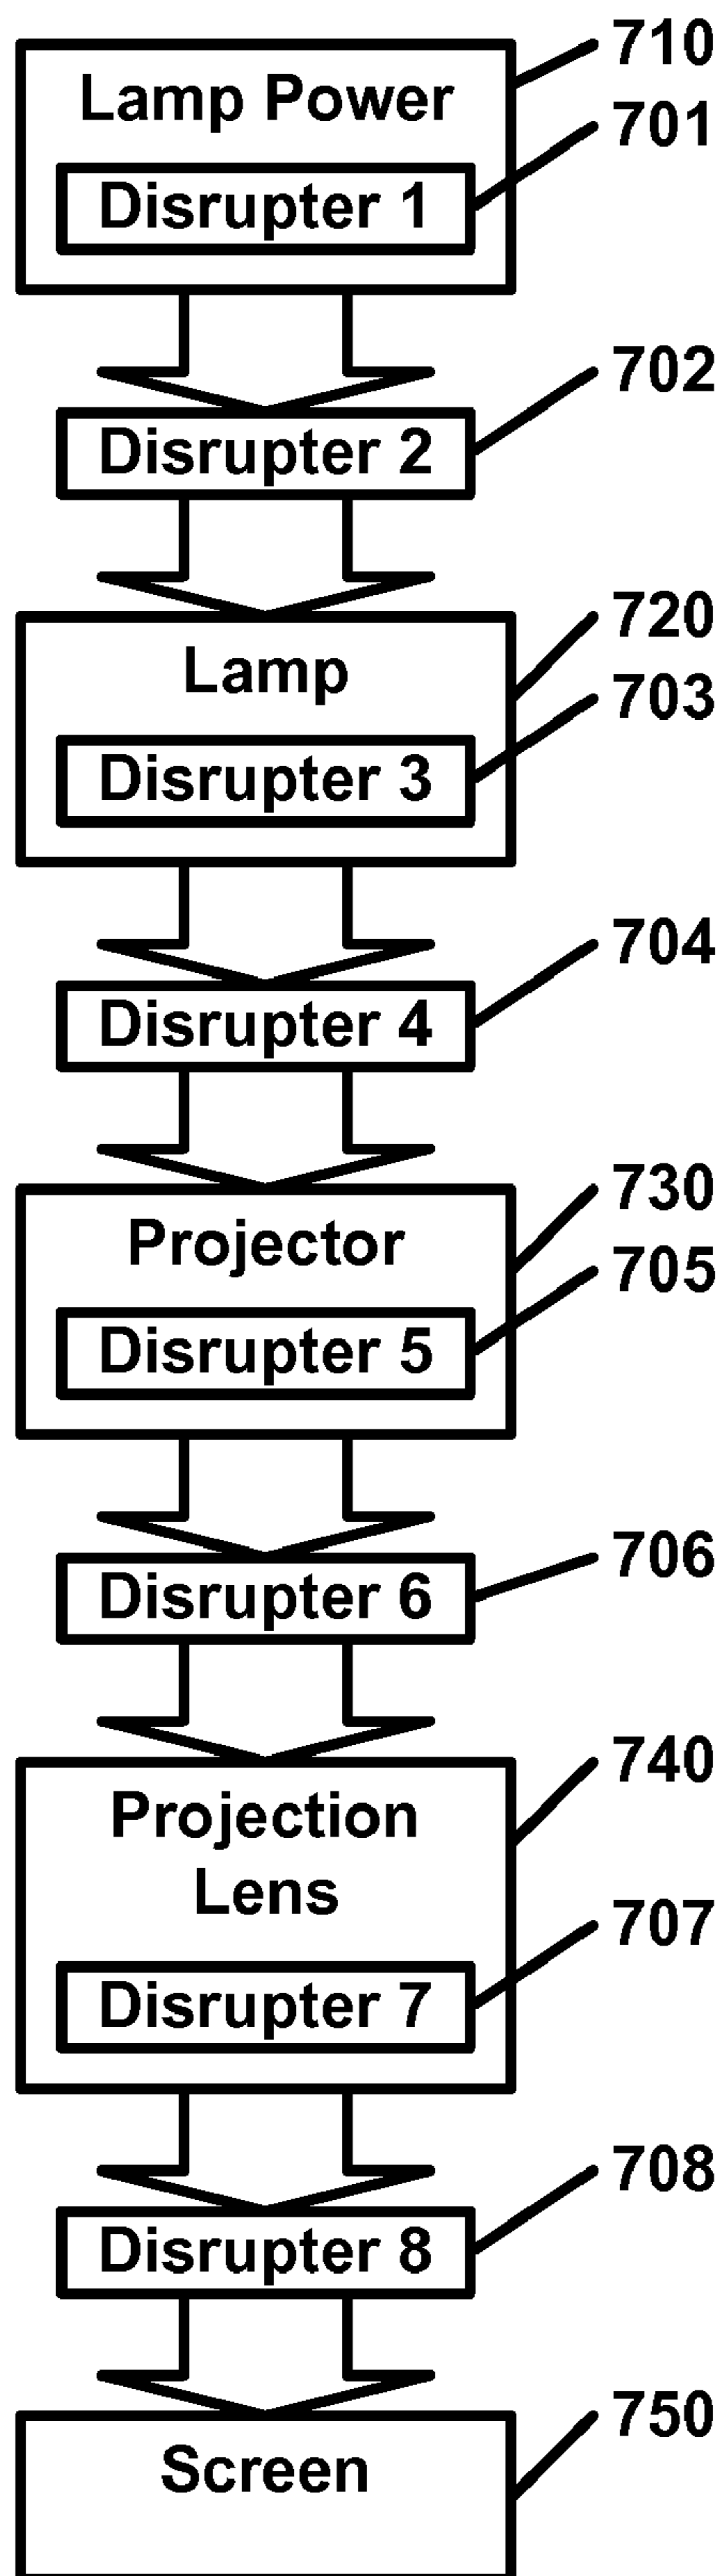 710
Lamp Power
701
Disrupter 1
702
Disrupter 2
720
Lamp
703
Disrupter 3
704
Disrupter 4
730
Projector
705
Disrupter 5
706
Disrupter 6
740
Projection
Lens
707
Disrupter 7
708
Disrupter 8
750
Screen